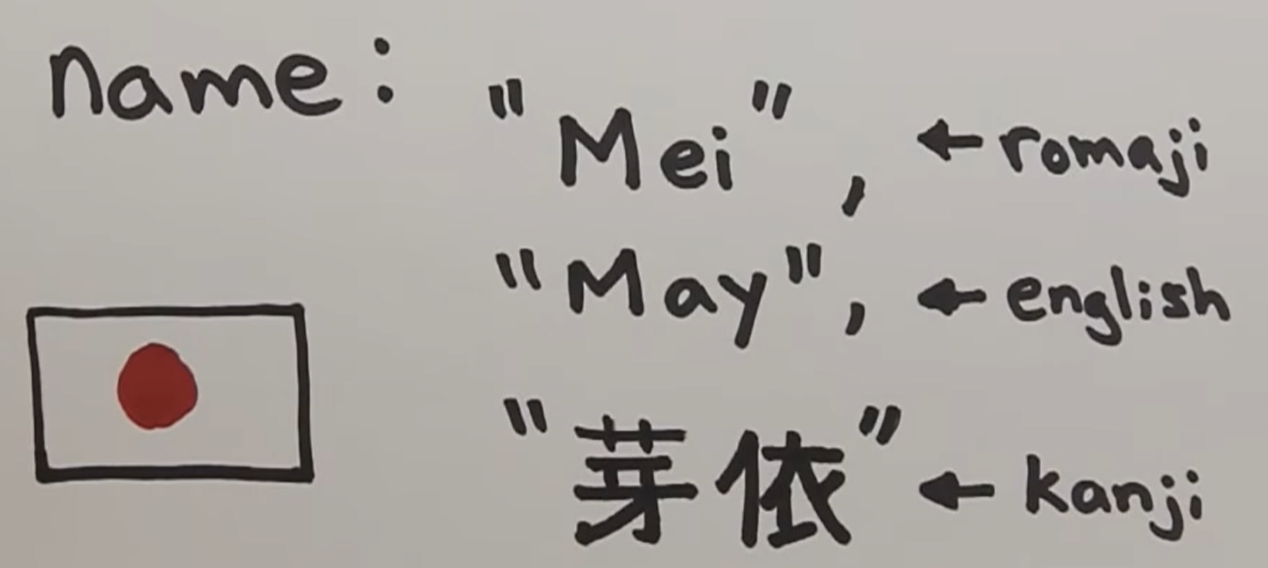 name: "Mei", ← romaji
"May", ← english
"芽依" ← kanji